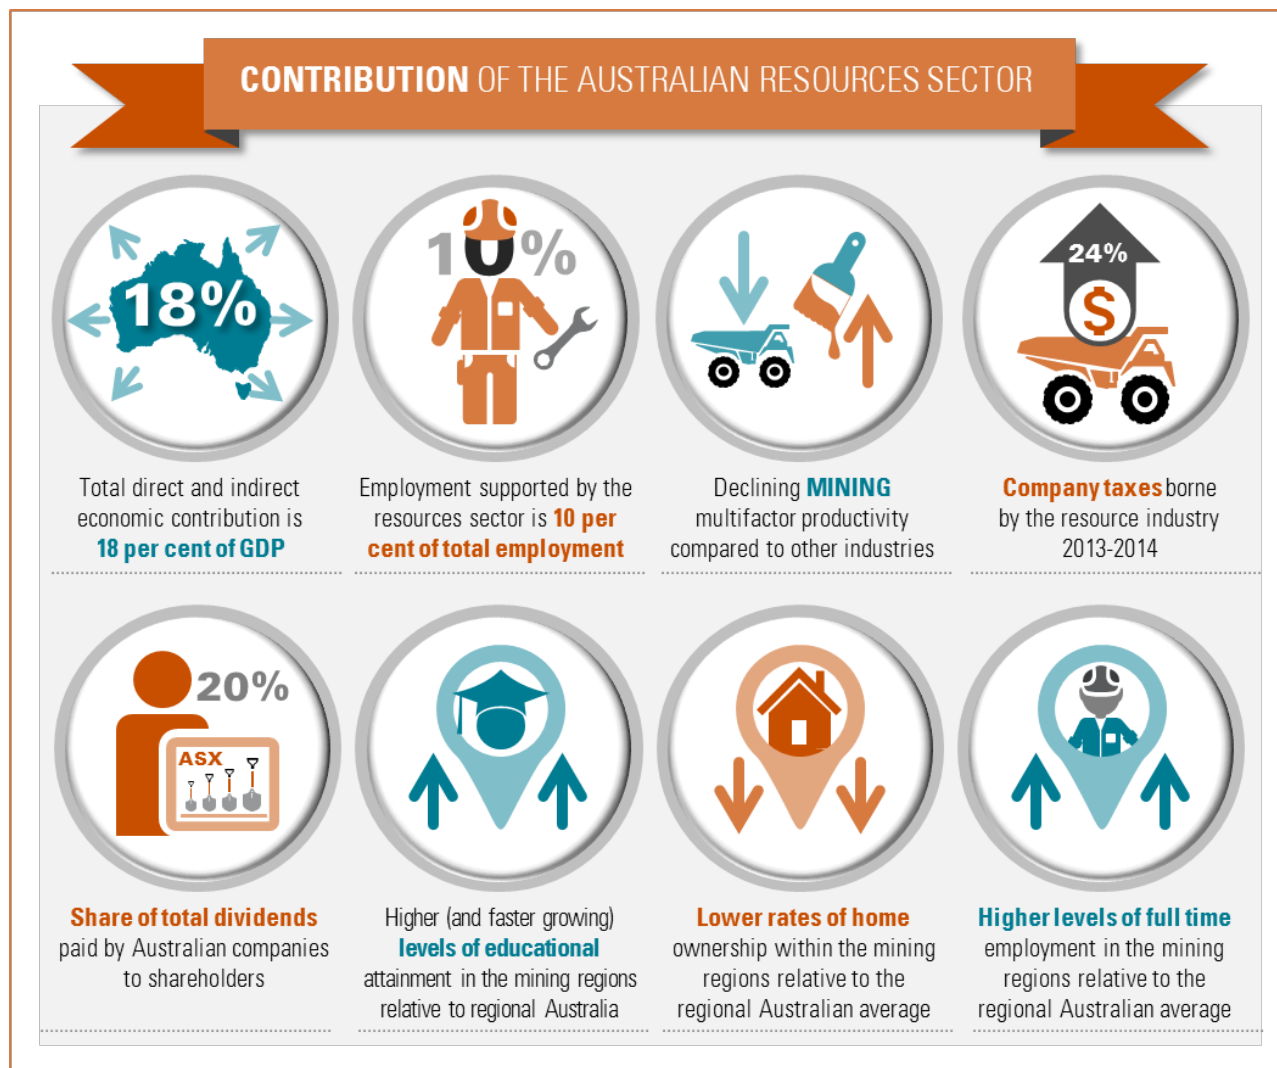 CONTRIBUTION OF THE AUSTRALIAN RESOURCES SECTOR
18%
Total direct and indirect
economic contribution is
18 per cent of GDP
10%
Employment supported by the
resources sector is 10 per
cent of total employment
Declining MINING
multifactor productivity
compared to other industries
24%
$
Company taxes borne
by the resource industry
2013-2014
20%
ASX
Share of total dividends
paid by Australian companies
to shareholders
Higher (and faster growing)
levels of educational
attainment in the mining regions
relative to regional Australia
Lower rates of home
ownership within the mining
regions relative to the
regional Australian average
Higher levels of full time
employment in the mining
regions relative to the
regional Australian average